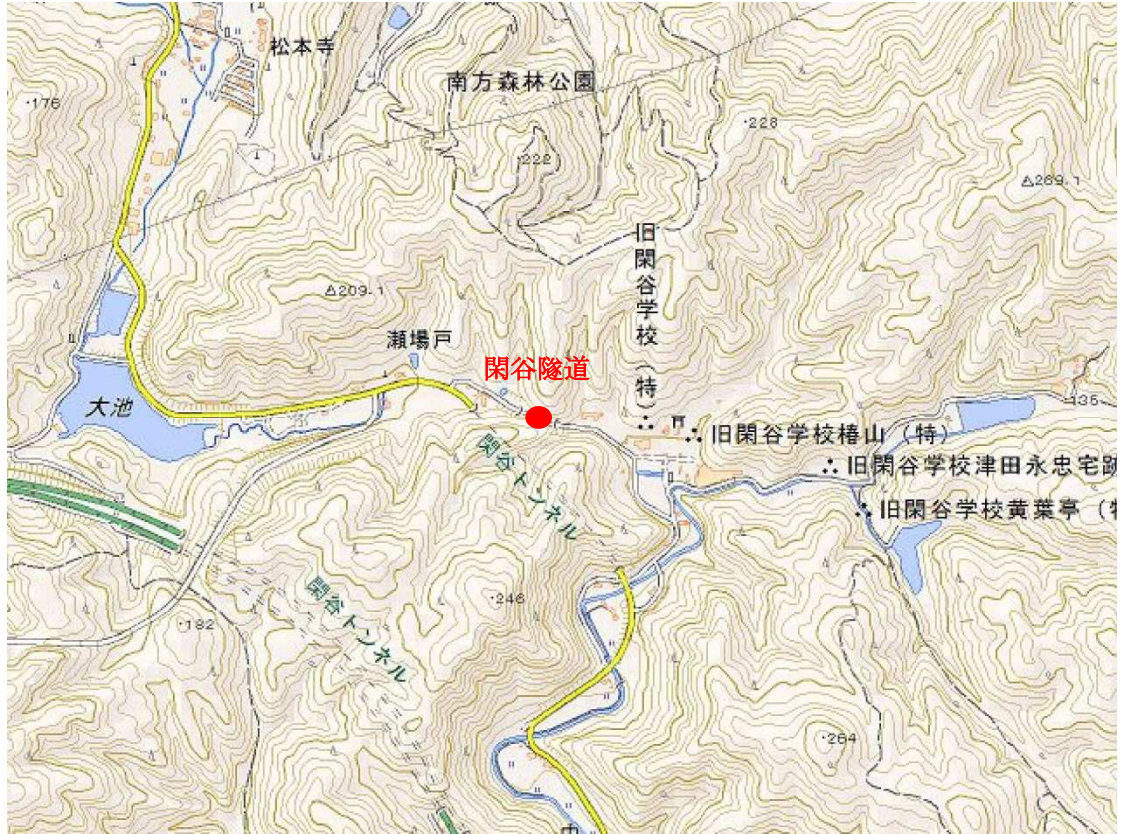 松本寺
南方森林公園
・176
・228
・222
△269.1
旧閑谷学校（特）
△209.1
瀬場戸
閑谷隧道
大池
135
旧閑谷学校椿山（特）
旧閑谷学校津田永忠宅跡
旧閑谷学校黄葉亭（特
閑谷トンネル
閑谷トンネル
・246
・182
・264